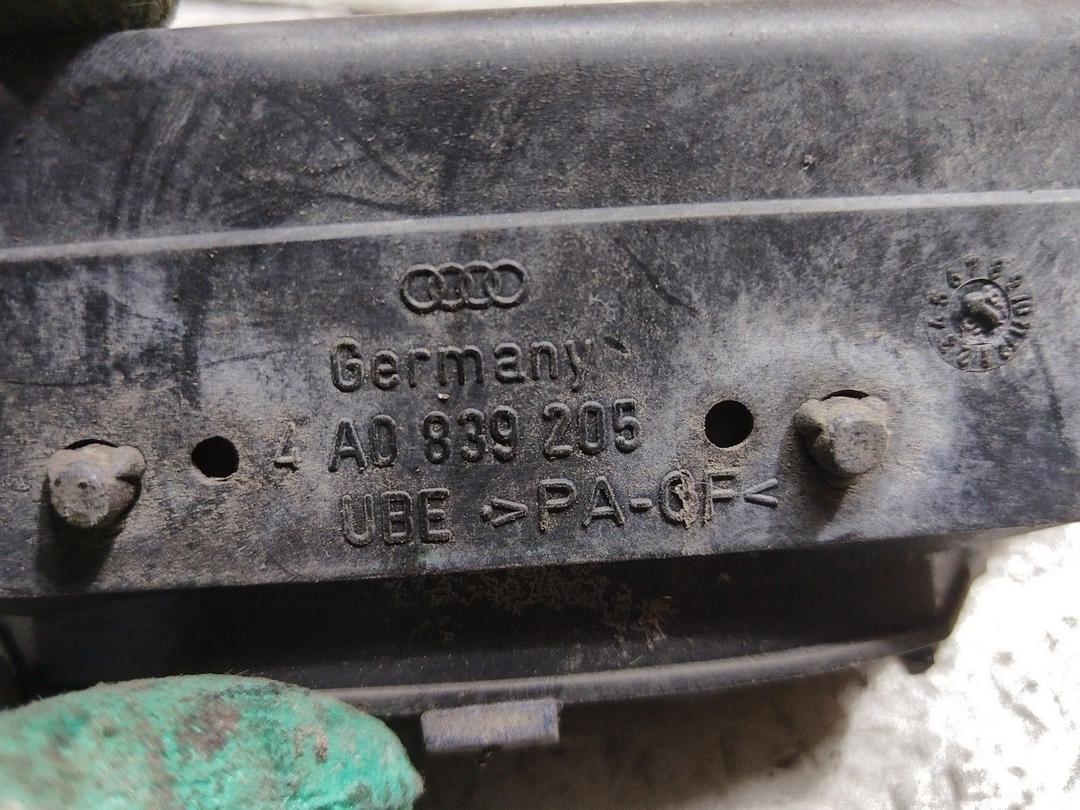 Germany
4 A0 839 205
UBE >PA-GF<